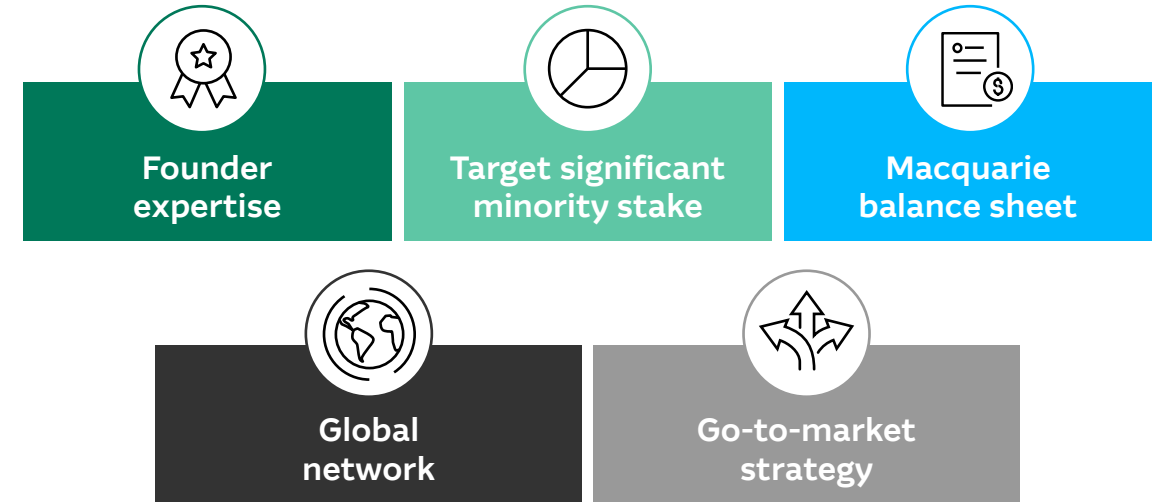 Founder
expertise
Target significant
minority stake
Macquarie
balance sheet
$
Global
network
Go-to-market
strategy